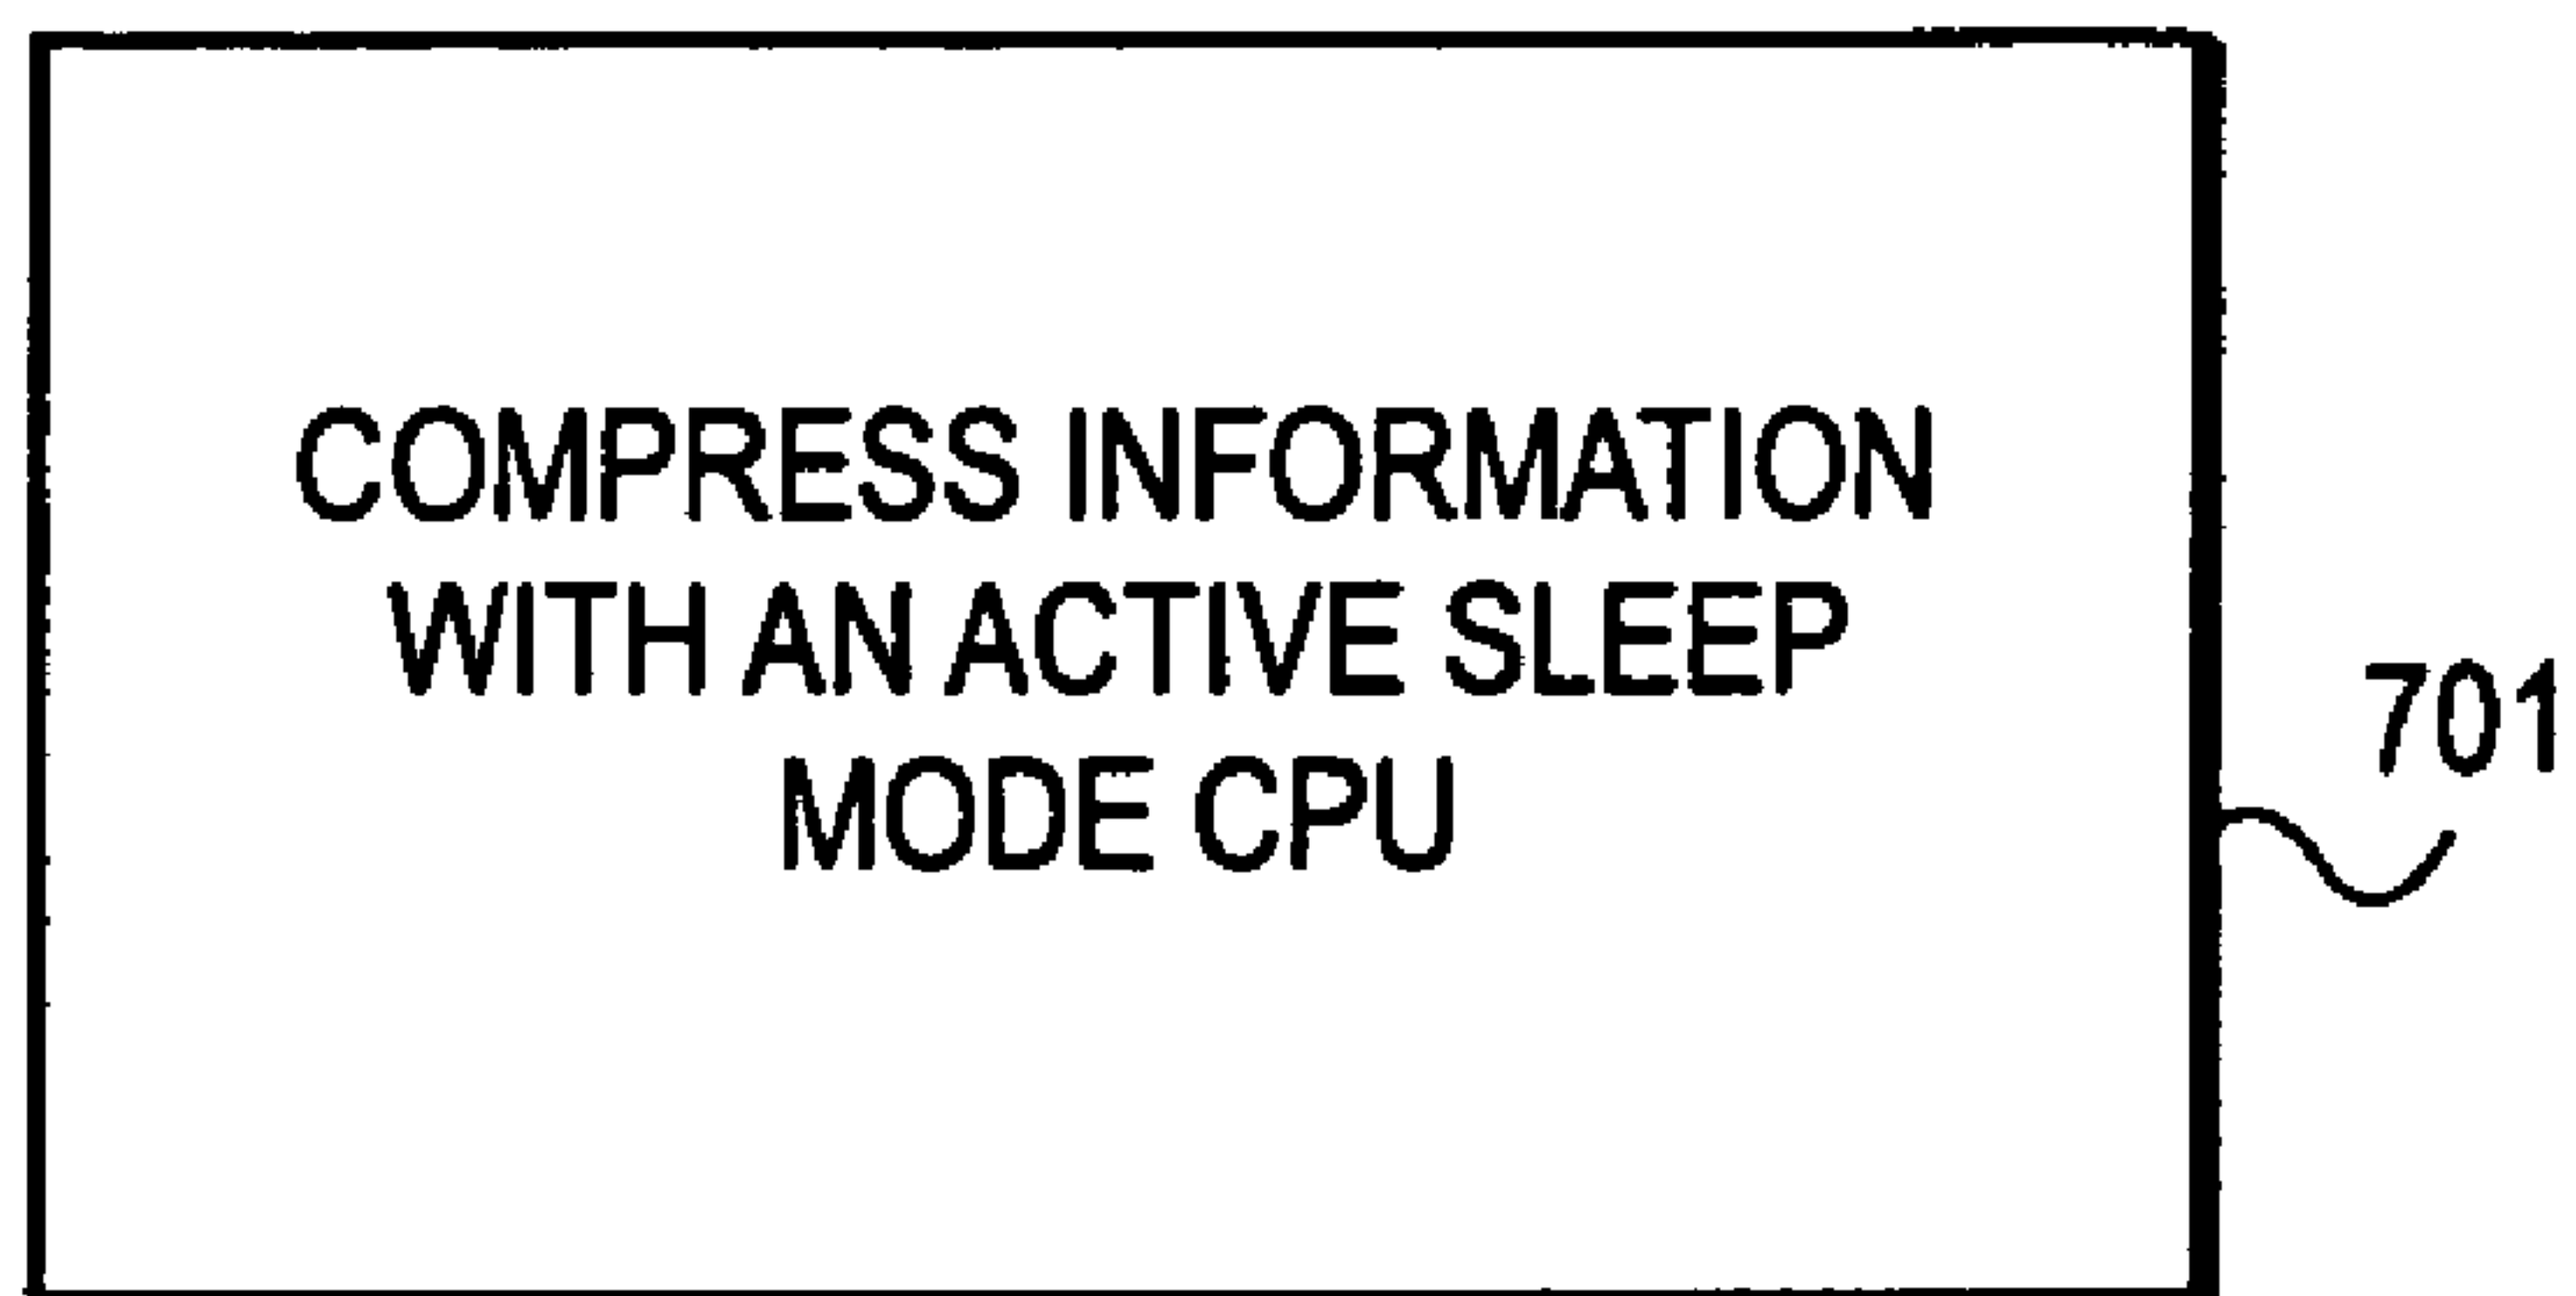 COMPRESS INFORMATION
WITH AN ACTIVE SLEEP
MODE CPU
701